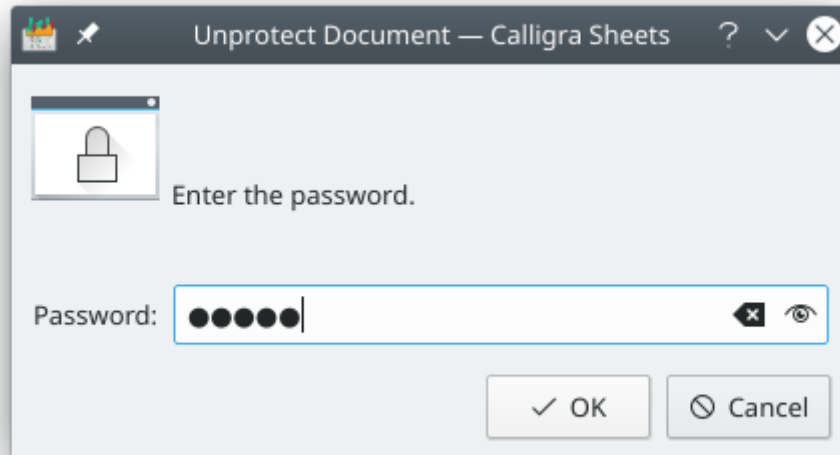 Unprotect Document — Calligra Sheets
Enter the password.
Password: ●●●●●
OK Cancel